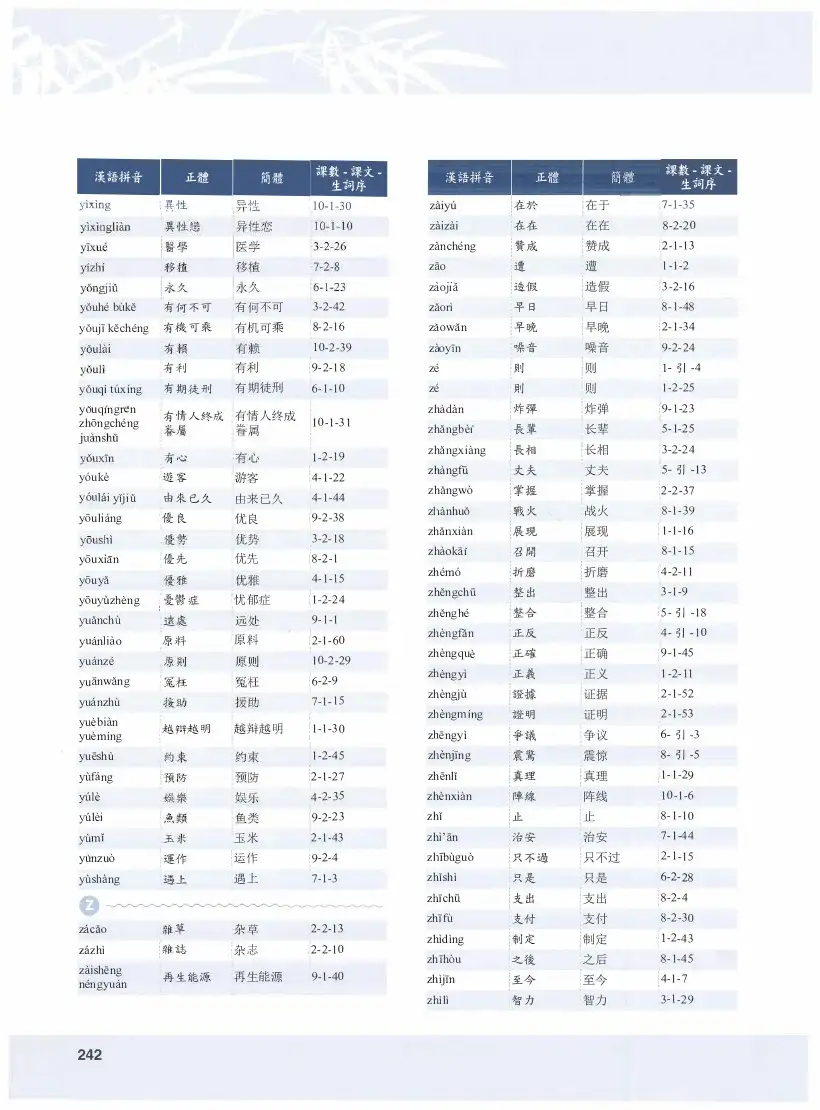 漢語拼音 正體 簡體 課數-課文-生詞序
yìxìng 異性 异性 10-1-30
yìxìngliàn 異性戀 异性恋 10-1-10
yīxué 醫學 医学 3-2-26
yízhí 移植 移植 7-2-8
yǒngjiǔ 永久 永久 6-1-23
yǒuhé bùkě 有何不可 有何不可 3-2-42
yǒujī kěchéng 有機可乘 有机可乘 8-2-16
yǒulài 有賴 有赖 10-2-39
yǒulì 有利 有利 9-2-18
yǒuqí túxíng 有期徒刑 有期徒刑 6-1-10
yǒuqíngrén zhōngchéng juànshǔ 有情人終成眷屬 有情人终成眷属 10-1-31
yǒuxīn 有心 有心 1-2-19
yóukè 遊客 游客 4-1-22
yóulái yǐjiǔ 由來已久 由来已久 4-1-44
yōuliáng 優良 优良 9-2-38
yōushì 優勢 优势 3-2-18
yōuxiān 優先 优先 8-2-1
yōuyǎ 優雅 优雅 4-1-15
yōuyùzhèng 憂鬱症 忧郁症 1-2-24
yuǎnchù 遠處 远处 9-1-1
yuánliào 原料 原料 2-1-60
yuánzé 原則 原则 10-2-29
yuānwǎng 冤枉 冤枉 6-2-9
yuánzhù 援助 援助 7-1-15
yuèbiàn yuèmíng 越辯越明 越辩越明 1-1-30
yuēshù 約束 约束 1-2-45
yùfáng 預防 预防 2-1-27
yúlè 娛樂 娱乐 4-2-35
yúlèi 魚類 鱼类 9-2-23
yùmǐ 玉米 玉米 2-1-43
yùnzuò 運作 运作 9-2-4
yùshàng 遇上 遇上 7-1-3
Z
zácǎo 雜草 杂草 2-2-13
zázhì 雜誌 杂志 2-2-10
zàishēng néngyuán 再生能源 再生能源 9-1-40
漢語拼音 正體 簡體 課數-課文-生詞序
zàiyú 在於 在于 7-1-35
zàizài 在在 在在 8-2-20
zànchéng 贊成 赞成 2-1-13
zāo 遭 遭 1-1-2
zàojiǎ 造假 造假 3-2-16
zǎorì 早日 早日 8-1-48
zǎowǎn 早晚 早晚 2-1-34
zàoyīn 噪音 噪音 9-2-24
zé 則 则 1-引-4
zé 則 则 1-2-25
zhàdàn 炸彈 炸弹 9-1-23
zhǎngbèi 長輩 长辈 5-1-25
zhǎngxiàng 長相 长相 3-2-24
zhàngfū 丈夫 丈夫 5-引-13
zhǎngwò 掌握 掌握 2-2-37
zhànhuǒ 戰火 战火 8-1-39
zhǎnxiàn 展現 展现 1-1-16
zhàokāi 召開 召开 8-1-15
zhémó 折磨 折磨 4-2-11
zhěngchū 整出 整出 3-1-9
zhěnghé 整合 整合 5-引-18
zhèngfǎn 正反 正反 4-引-10
zhèngquè 正確 正确 9-1-45
zhèngyì 正義 正义 1-2-11
zhèngjù 證據 证据 2-1-52
zhèngmíng 證明 证明 2-1-53
zhēngyì 爭議 争议 6-引-3
zhènjīng 震驚 震惊 8-引-5
zhēnlǐ 真理 真理 1-1-29
zhènxiàn 陣線 阵线 10-1-6
zhǐ 止 止 8-1-10
zhì'ān 治安 治安 7-1-44
zhǐbùguò 只不過 只不过 2-1-15
zhǐshì 只是 只是 6-2-28
zhīchū 支出 支出 8-2-4
zhīfù 支付 支付 8-2-30
zhìdìng 制定 制定 1-2-43
zhīhòu 之後 之后 8-1-45
zhìjīn 至今 至今 4-1-7
zhìlì 智力 智力 3-1-29
242